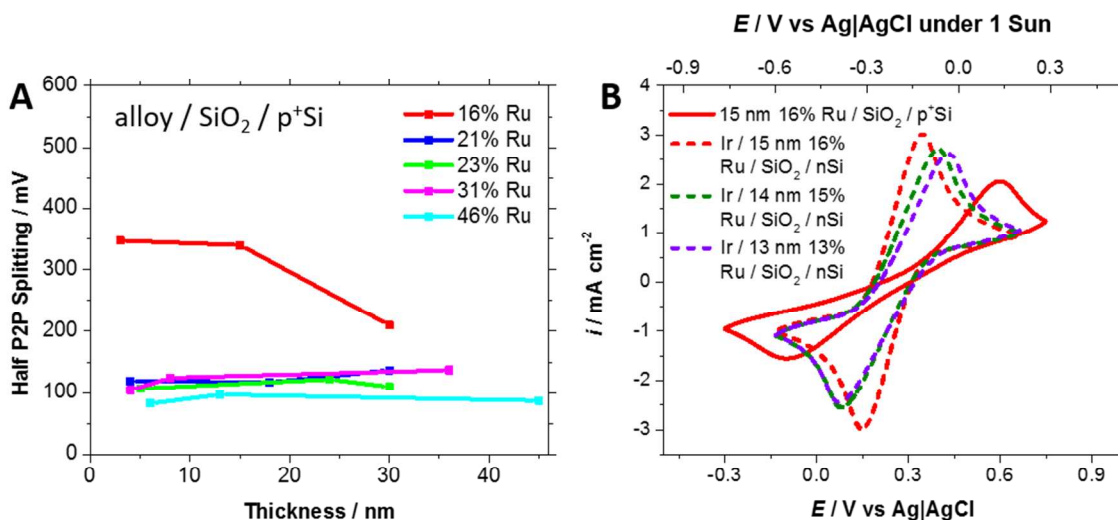 A
alloy / SiO₂ / p⁺Si
16% Ru
21% Ru
23% Ru
31% Ru
46% Ru
600
500
400
300
200
100
0
Half P2P Splitting / mV
0 10 20 30 40
Thickness / nm
E / V vs Ag|AgCl under 1 Sun
-0.9 -0.6 -0.3 0.0 0.3
B
15 nm 16% Ru / SiO₂ / p⁺Si
Ir / 15 nm 16%
Ru / SiO₂ / nSi
Ir / 14 nm 15%
Ru / SiO₂ / nSi
Ir / 13 nm 13%
Ru / SiO₂ / nSi
4
3
2
1
0
-1
-2
-3
i / mA cm⁻²
-0.3 0.0 0.3 0.6 0.9
E / V vs Ag|AgCl